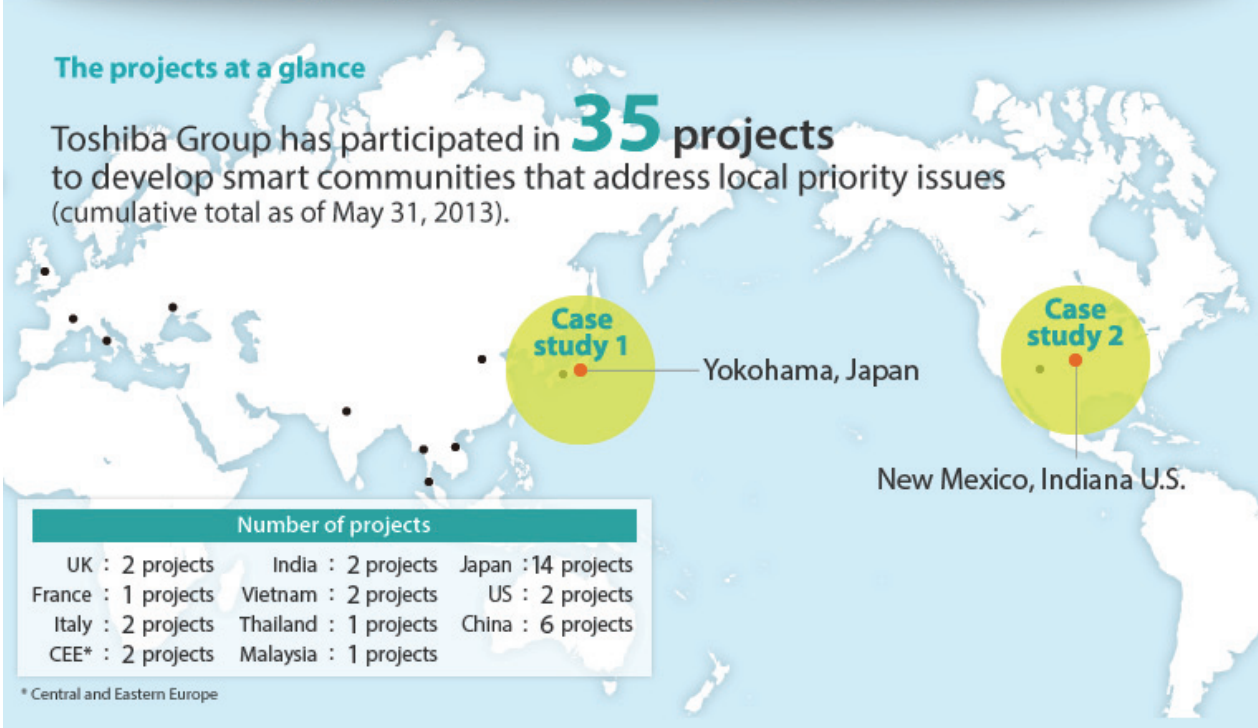 The projects at a glance
Toshiba Group has participated in 35 projects
to develop smart communities that address local priority issues
(cumulative total as of May 31, 2013).
Case
study 1
Yokohama, Japan
Case
study 2
New Mexico, Indiana U.S.
Number of projects
UK : 2 projects India : 2 projects Japan : 14 projects
France : 1 projects Vietnam : 2 projects US : 2 projects
Italy : 2 projects Thailand : 1 projects China : 6 projects
CEE* : 2 projects Malaysia : 1 projects
* Central and Eastern Europe